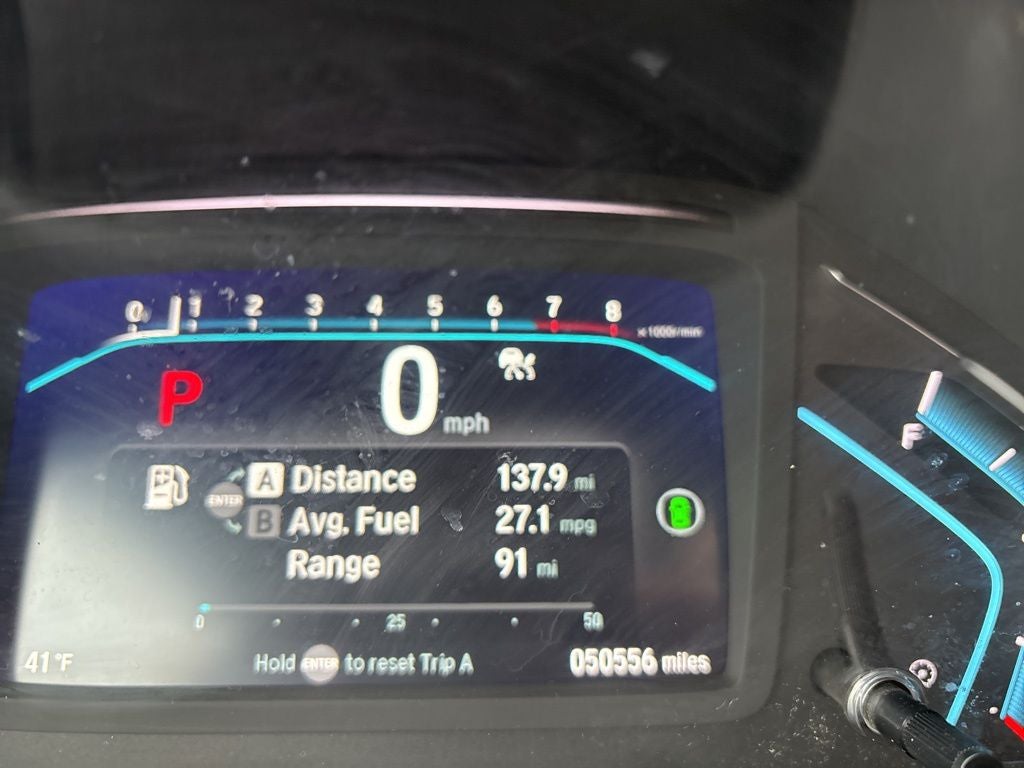 0 1 2 3 4 5 6 7 8
x1000r/min
P 0 mph
F
A Distance 137.9 mi
ENTER
B Avg. Fuel 27.1 mpg
Range 91 mi
0 25 50
41°F Hold ENTER to reset Trip A 050556 miles